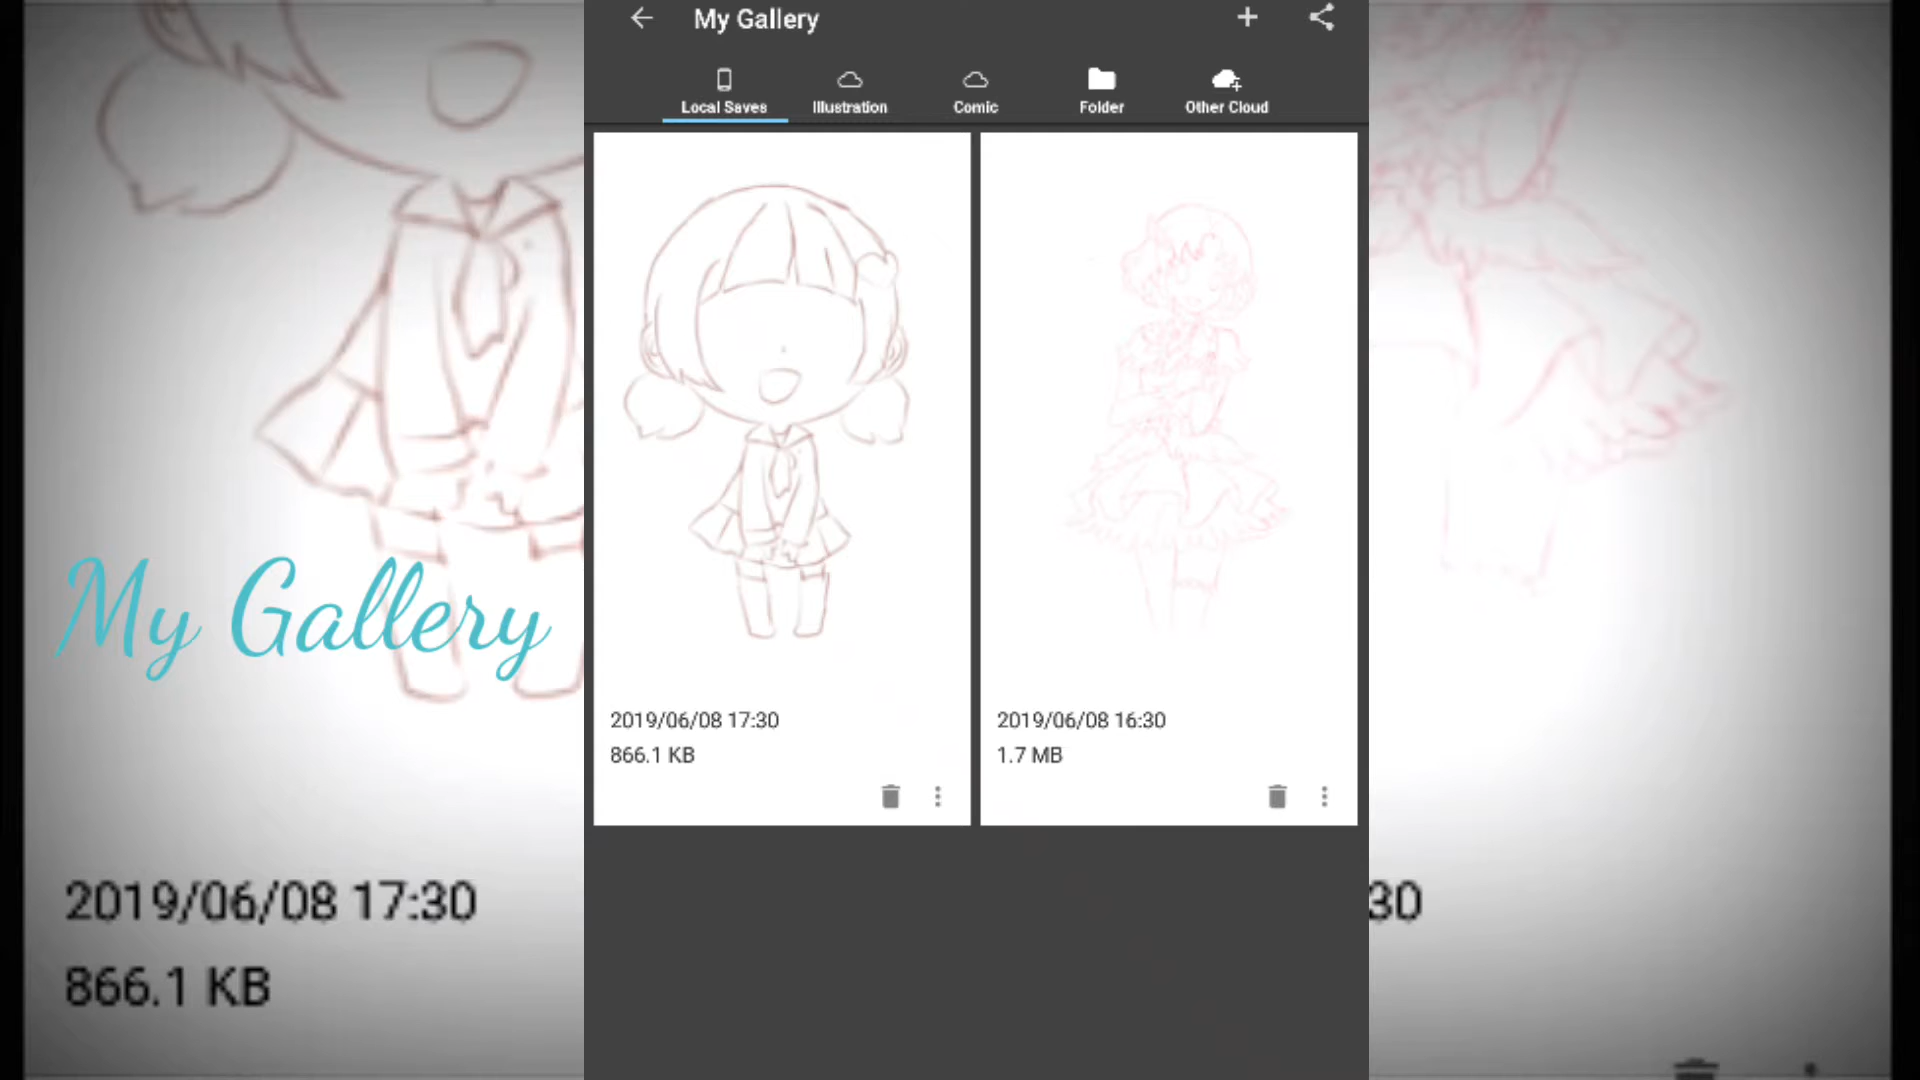 My Gallery
Local Saves
Illustration
Comic
Folder
Other Cloud
2019/06/08 17:30
866.1 KB
2019/06/08 16:30
1.7 MB
My Gallery
2019/06/08 17:30
866.1 KB
30